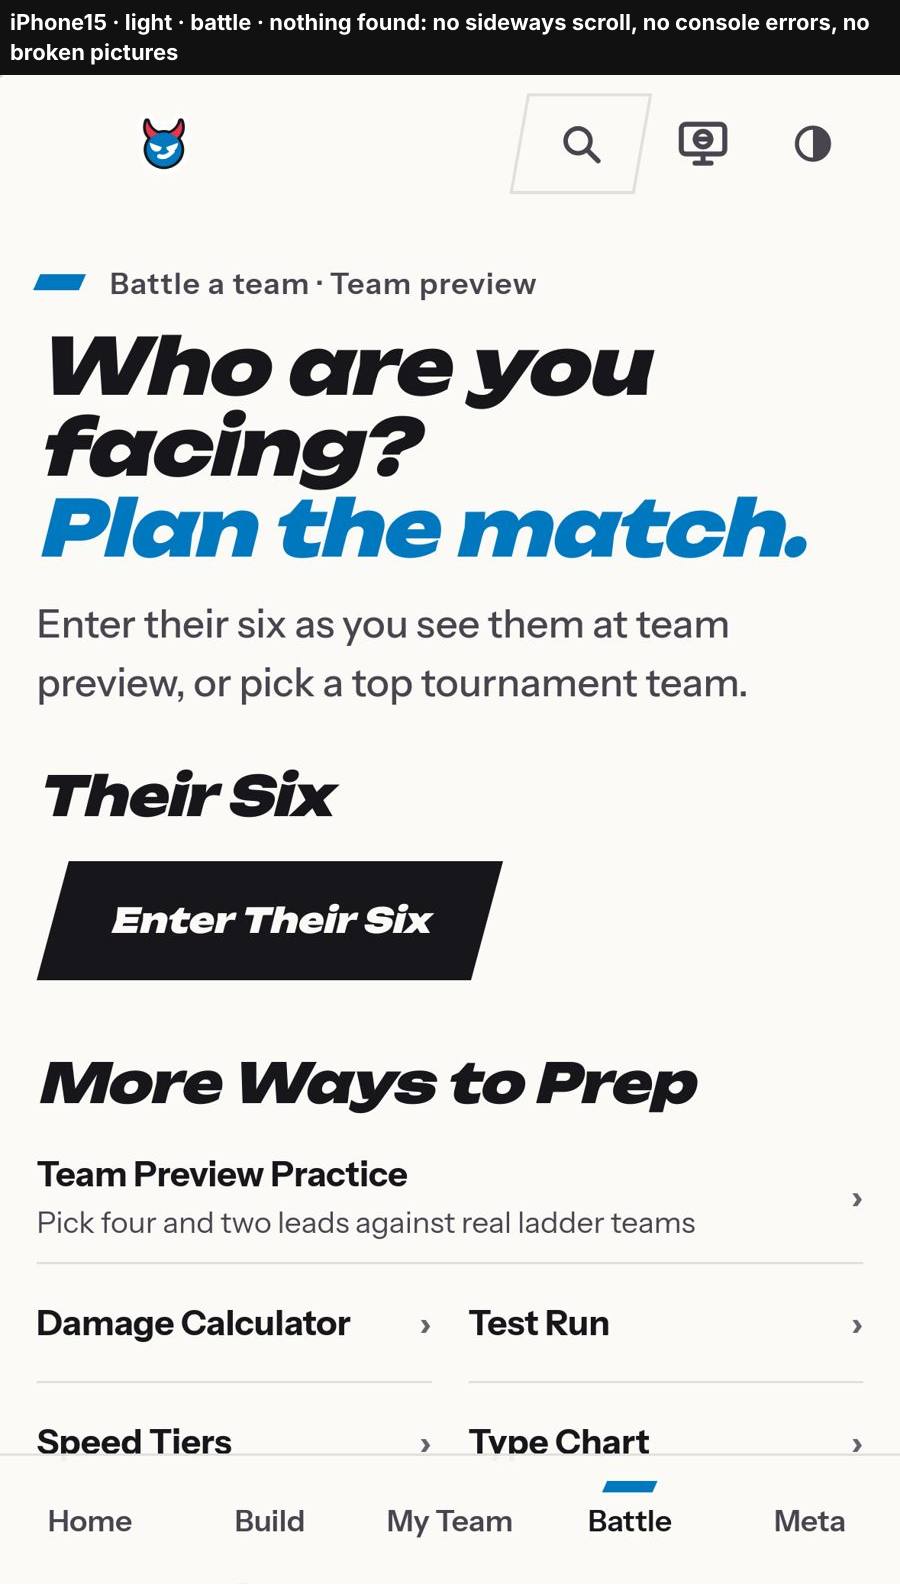 iPhone15 · light · battle · nothing found: no sideways scroll, no console errors, no
broken pictures
Battle a team · Team preview
Who are you
facing?
Plan the match.
Enter their six as you see them at team
preview, or pick a top tournament team.
Their Six
Enter Their Six
More Ways to Prep
Team Preview Practice
Pick four and two leads against real ladder teams
›
Damage Calculator ›
Test Run ›
Speed Tiers ›
Type Chart ›
Home Build My Team Battle Meta